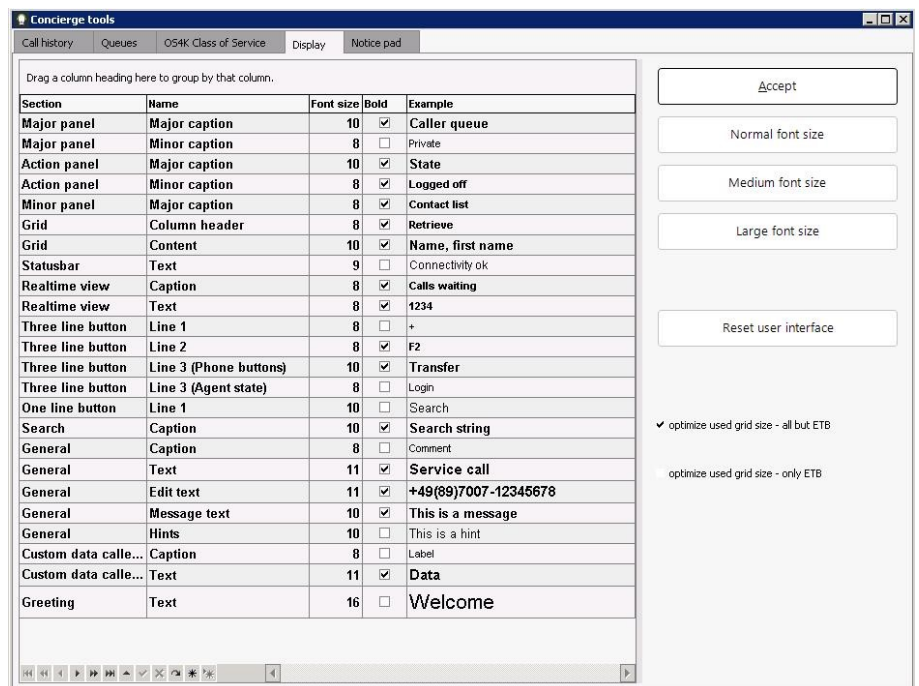 Concierge tools
Call history Queues OS4K Class of Service Display Notice pad
Drag a column heading here to group by that column.
Section Name Font size Bold Example
Major panel Major caption 10 Caller queue
Major panel Minor caption 8 Private
Action panel Major caption 10 State
Action panel Minor caption 8 Logged off
Minor panel Major caption 8 Contact list
Grid Column header 8 Retrieve
Grid Content 10 Name, first name
Statusbar Text 9 Connectivity ok
Realtime view Caption 8 Calls waiting
Realtime view Text 8 1234
Three line button Line 1 8 +
Three line button Line 2 8 F2
Three line button Line 3 (Phone buttons) 10 Transfer
Three line button Line 3 (Agent state) 8 Login
One line button Line 1 10 Search
Search Caption 10 Search string
General Caption 8 Comment
General Text 11 Service call
General Edit text 11 +49(89)7007-12345678
General Message text 10 This is a message
General Hints 10 This is a hint
Custom data calle... Caption 8 Label
Custom data calle... Text 11 Data
Greeting Text 16 Welcome
Accept
Normal font size
Medium font size
Large font size
Reset user interface
optimize used grid size - all but ETB
optimize used grid size - only ETB